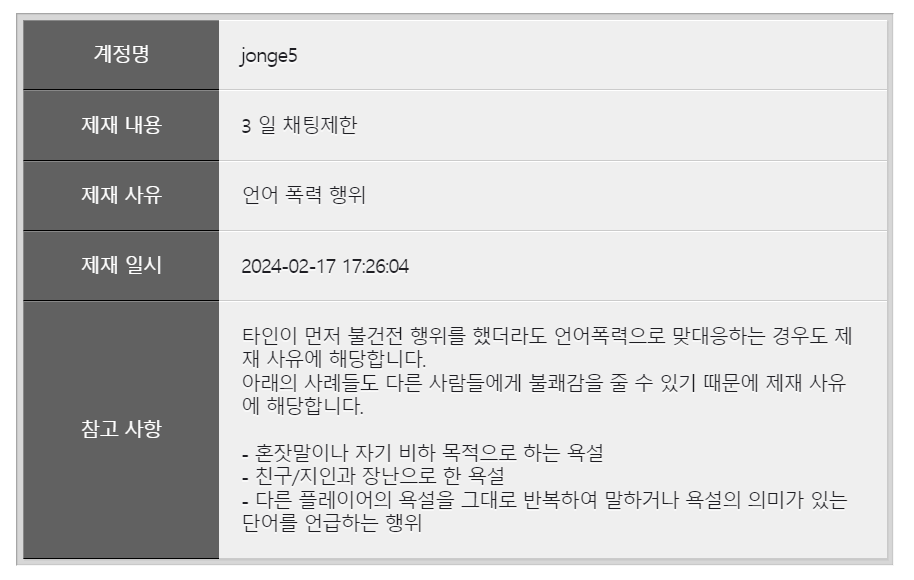 계정명
jonge5
제재 내용
3 일 채팅제한
제재 사유
언어 폭력 행위
제재 일시
2024-02-17 17:26:04
참고 사항
타인이 먼저 불건전 행위를 했더라도 언어폭력으로 맞대응하는 경우도 제
재 사유에 해당합니다.
아래의 사례들도 다른 사람들에게 불쾌감을 줄 수 있기 때문에 제재 사유
에 해당합니다.
- 혼잣말이나 자기 비하 목적으로 하는 욕설
- 친구/지인과 장난으로 한 욕설
- 다른 플레이어의 욕설을 그대로 반복하여 말하거나 욕설의 의미가 있는
단어를 언급하는 행위